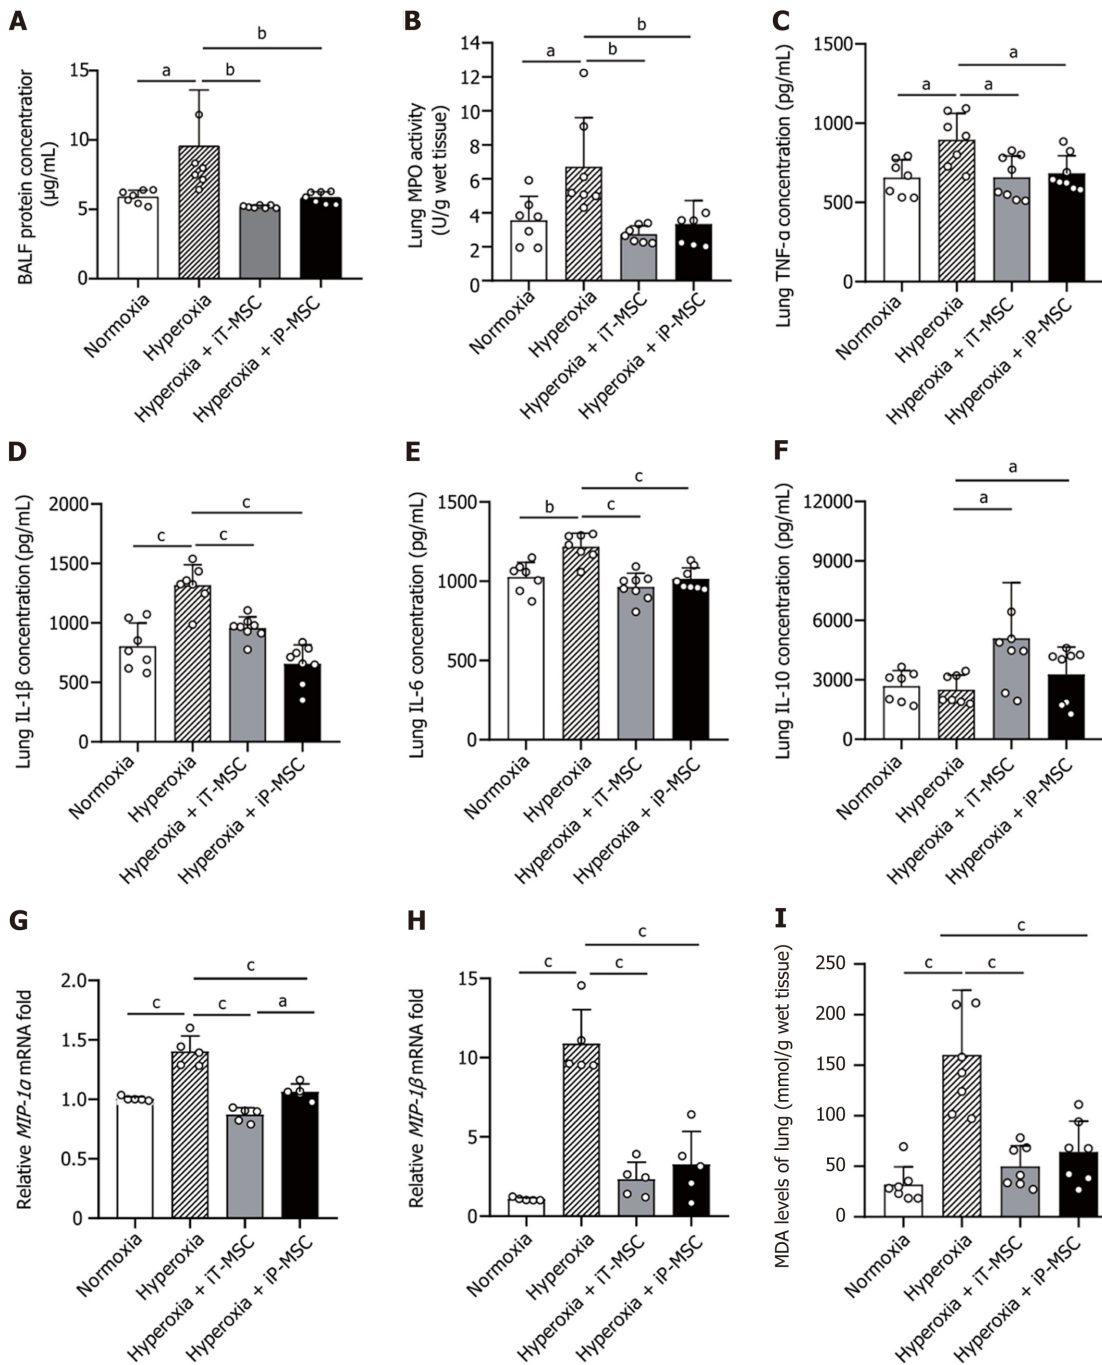 A
BALF protein concentratior
(µg/mL)
15
10
5
0
a
b
b
Normoxia
Hyperoxia
Hyperoxia + iT-MSC
Hyperoxia + iP-MSC
B
Lung MPO activity
(U/g wet tissue)
14
12
10
8
6
4
2
0
a
b
b
Normoxia
Hyperoxia
Hyperoxia + iT-MSC
Hyperoxia + iP-MSC
C
Lung TNF-α concentration (pg/mL)
1500
1000
500
0
a
a
a
Normoxia
Hyperoxia
Hyperoxia + iT-MSC
Hyperoxia + iP-MSC
D
Lung IL-1β concentration (pg/mL)
2000
1500
1000
500
0
c
c
c
Normoxia
Hyperoxia
Hyperoxia + iT-MSC
Hyperoxia + iP-MSC
E
Lung IL-6 concentration (pg/mL)
1500
1000
500
0
c
b
c
Normoxia
Hyperoxia
Hyperoxia + iT-MSC
Hyperoxia + iP-MSC
F
Lung IL-10 concentration (pg/mL)
12000
9000
6000
3000
0
a
a
Normoxia
Hyperoxia
Hyperoxia + iT-MSC
Hyperoxia + iP-MSC
G
Relative MIP-1α mRNA fold
2.0
1.5
1.0
0.5
0
c
c
c
a
Normoxia
Hyperoxia
Hyperoxia + iT-MSC
Hyperoxia + iP-MSC
H
Relative MIP-1β mRNA fold
15
10
5
0
c
c
c
Normoxia
Hyperoxia
Hyperoxia + iT-MSC
Hyperoxia + iP-MSC
I
MDA levels of lung (mmol/g wet tissue)
250
200
150
100
50
0
c
c
c
Normoxia
Hyperoxia
Hyperoxia + iT-MSC
Hyperoxia + iP-MSC